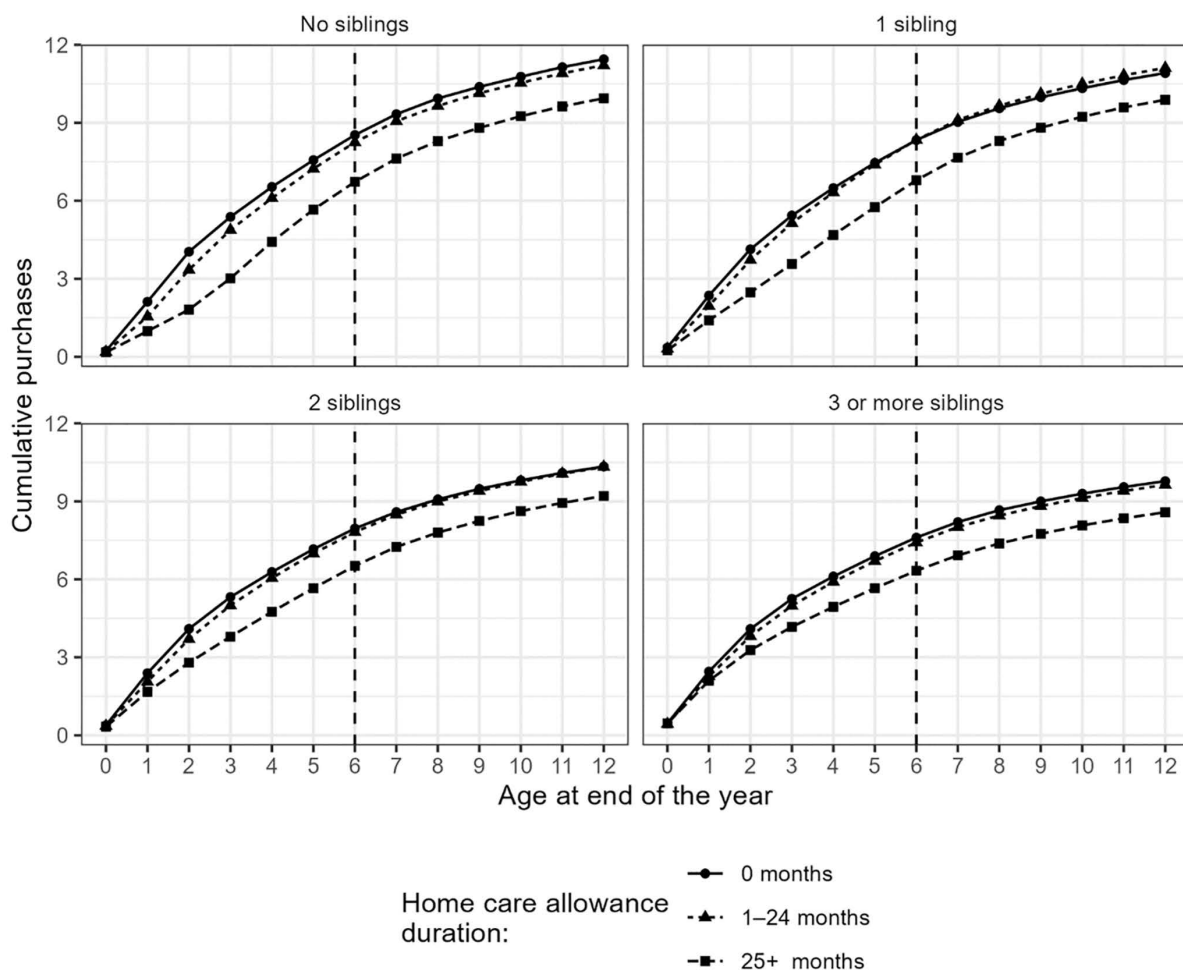 No siblings
1 sibling
12
9
6
3
0
2 siblings
3 or more siblings
12
9
6
3
0
Cumulative purchases
0 1 2 3 4 5 6 7 8 9 10 11 12
0 1 2 3 4 5 6 7 8 9 10 11 12
Age at end of the year
Home care allowance
duration:
0 months
1–24 months
25+ months